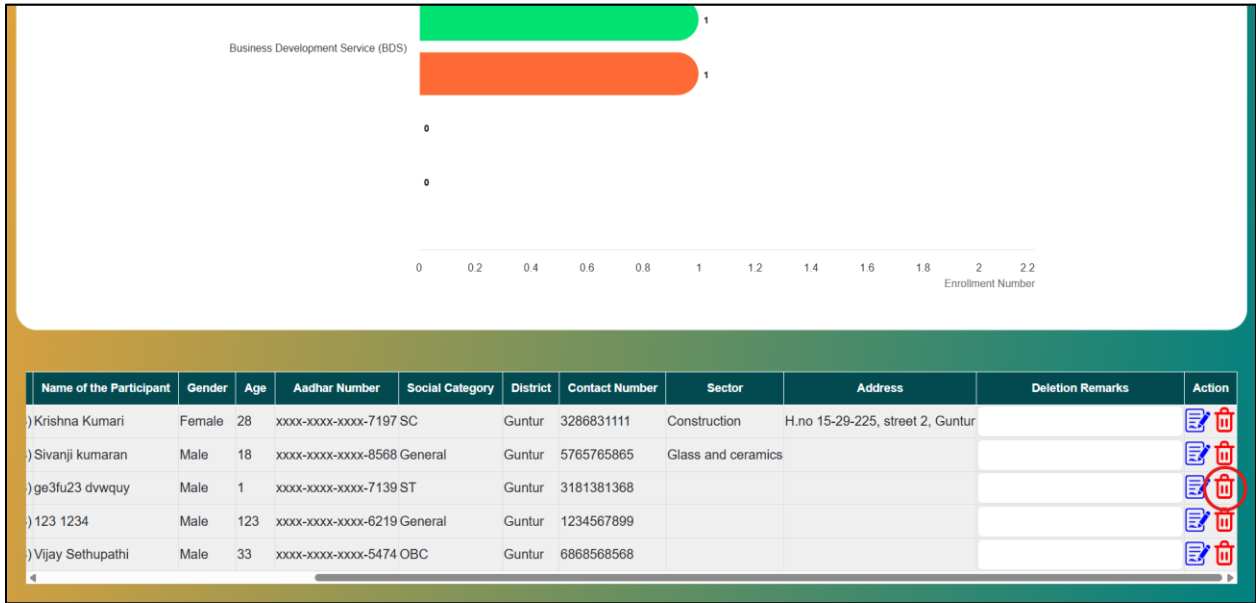 1
Business Development Service (BDS)
1
0
0
0 0.2 0.4 0.6 0.8 1 1.2 1.4 1.6 1.8 2 2.2
Enrollment Number
Name of the Participant Gender Age Aadhar Number Social Category District Contact Number Sector Address Deletion Remarks Action
) Krishna Kumari Female 28 xxxx-xxxx-xxxx-7197 SC Guntur 3286831111 Construction H.no 15-29-225, street 2, Guntur
) Sivanji kumaran Male 18 xxxx-xxxx-xxxx-8568 General Guntur 5765765865 Glass and ceramics
) ge3fu23 dvwquy Male 1 xxxx-xxxx-xxxx-7139 ST Guntur 3181381368
) 123 1234 Male 123 xxxx-xxxx-xxxx-6219 General Guntur 1234567899
) Vijay Sethupathi Male 33 xxxx-xxxx-xxxx-5474 OBC Guntur 6868568568